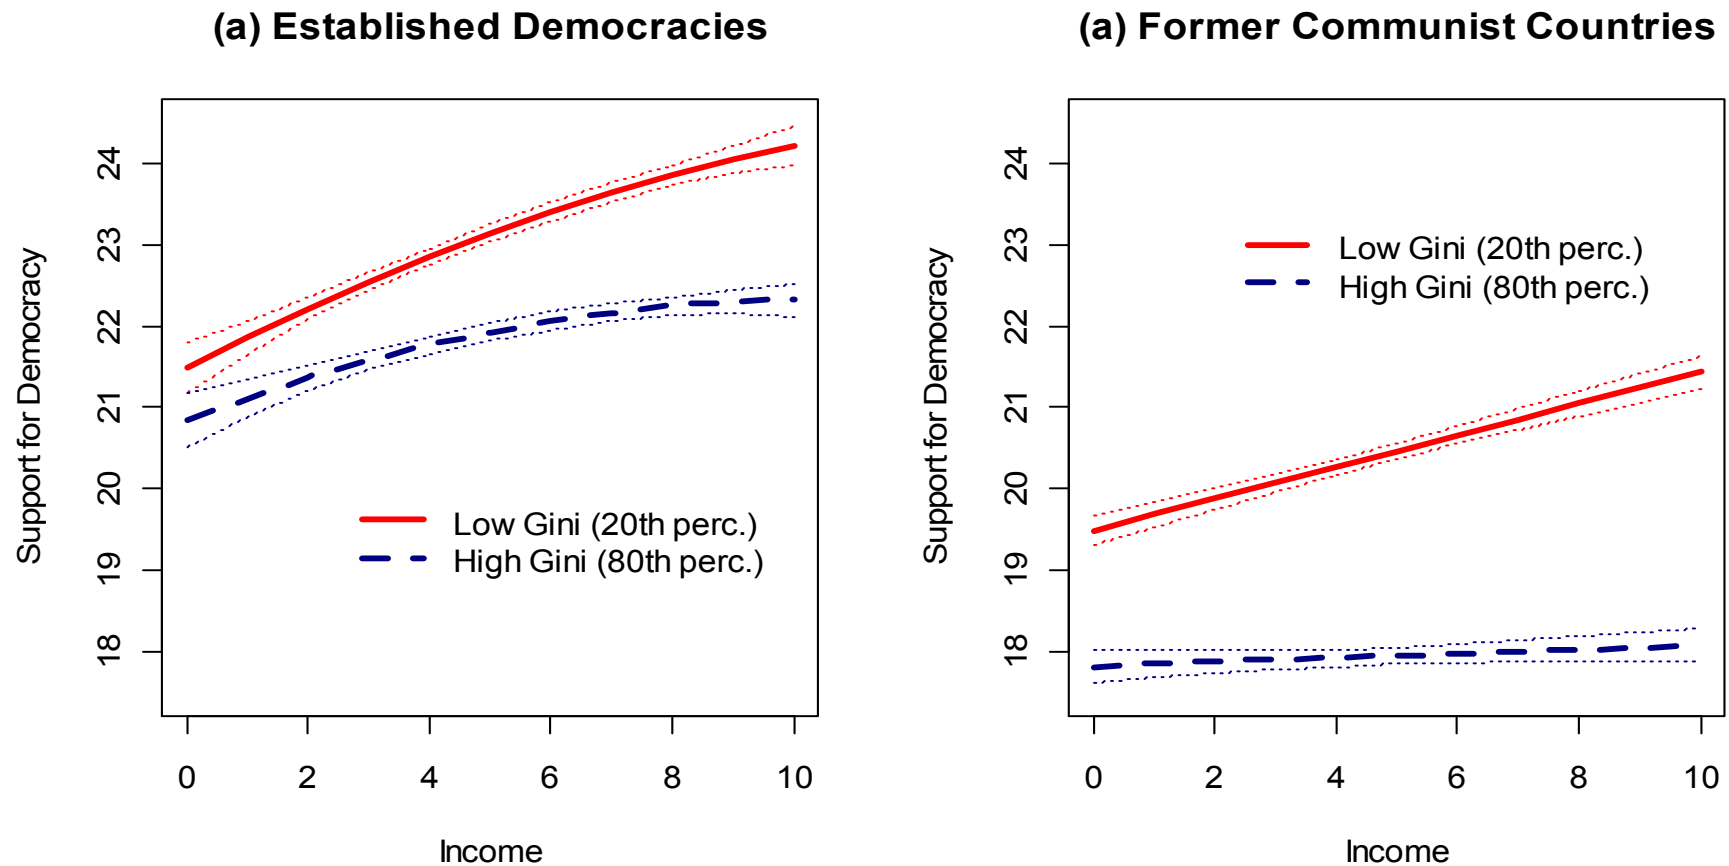 (a) Established Democracies
Support for Democracy
24
23
22
21
20
19
18
Low Gini (20th perc.)
High Gini (80th perc.)
0 2 4 6 8 10
Income
(a) Former Communist Countries
Support for Democracy
24
23
22
21
20
19
18
Low Gini (20th perc.)
High Gini (80th perc.)
0 2 4 6 8 10
Income